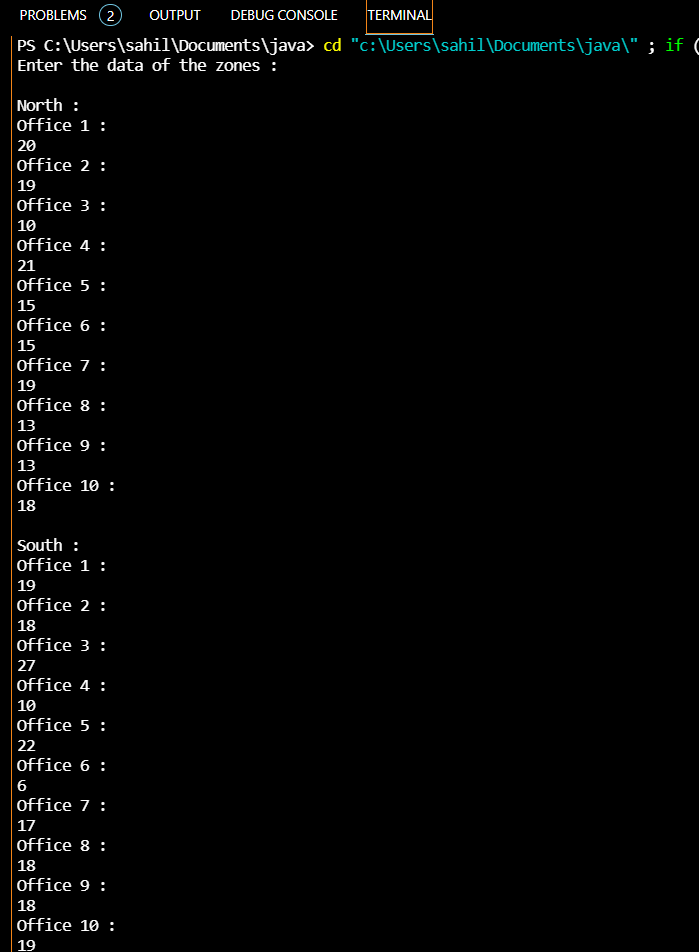 PROBLEMS 2 OUTPUT DEBUG CONSOLE TERMINAL
PS C:\Users\sahil\Documents\java> cd "c:\Users\sahil\Documents\java\" ; if (
Enter the data of the zones :
North :
Office 1 :
20
Office 2 :
19
Office 3 :
10
Office 4 :
21
Office 5 :
15
Office 6 :
15
Office 7 :
19
Office 8 :
13
Office 9 :
13
Office 10 :
18
South :
Office 1 :
19
Office 2 :
18
Office 3 :
27
Office 4 :
10
Office 5 :
22
Office 6 :
6
Office 7 :
17
Office 8 :
18
Office 9 :
18
Office 10 :
19